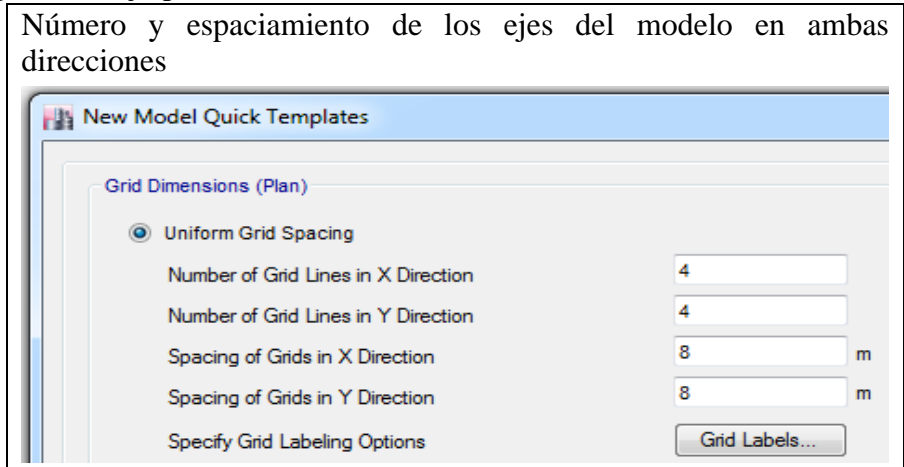 Número y espaciamiento de los ejes del modelo en ambas
direcciones
New Model Quick Templates
Grid Dimensions (Plan)
Uniform Grid Spacing
Number of Grid Lines in X Direction 4
Number of Grid Lines in Y Direction 4
Spacing of Grids in X Direction 8 m
Spacing of Grids in Y Direction 8 m
Specify Grid Labeling Options Grid Labels...